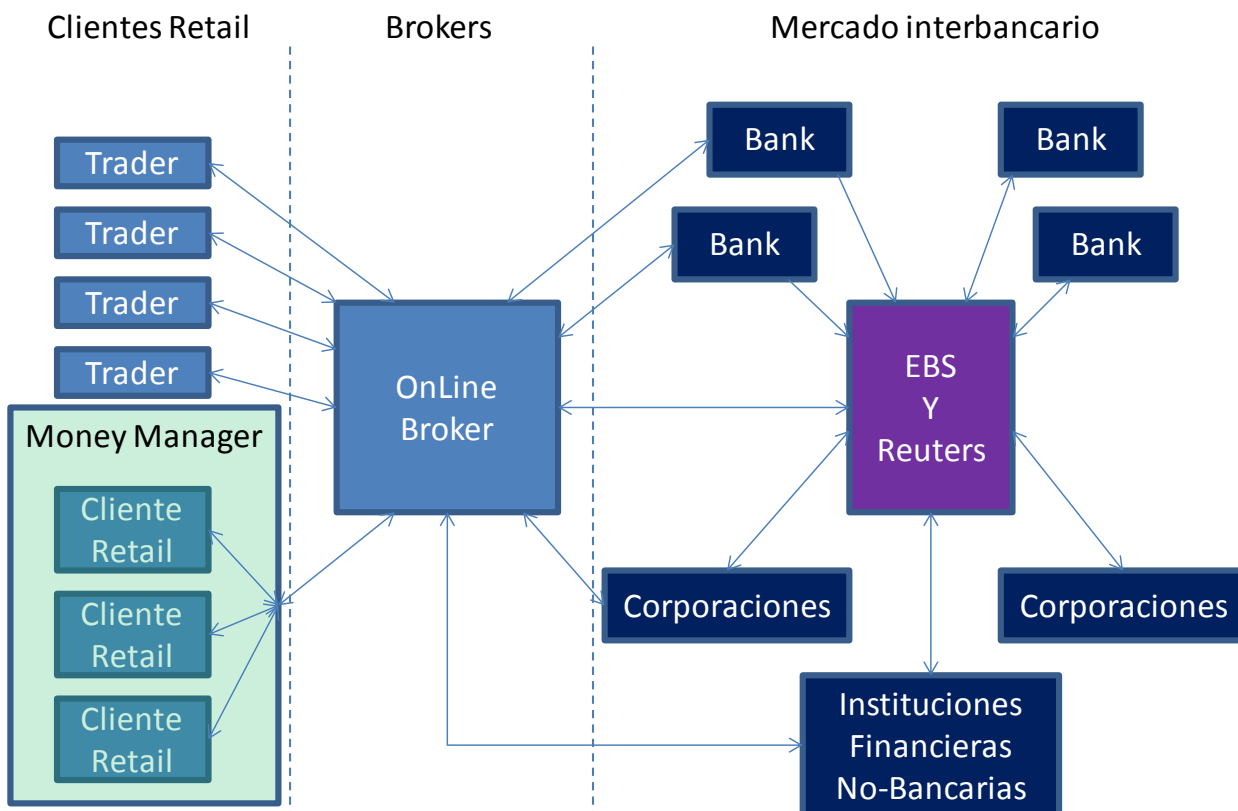 Clientes Retail
Brokers
Mercado interbancario
Trader
Trader
Trader
Trader
Money Manager
Cliente
Retail
Cliente
Retail
Cliente
Retail
OnLine
Broker
Bank
Bank
Bank
Bank
EBS
Y
Reuters
Corporaciones
Corporaciones
Instituciones
Financieras
No-Bancarias